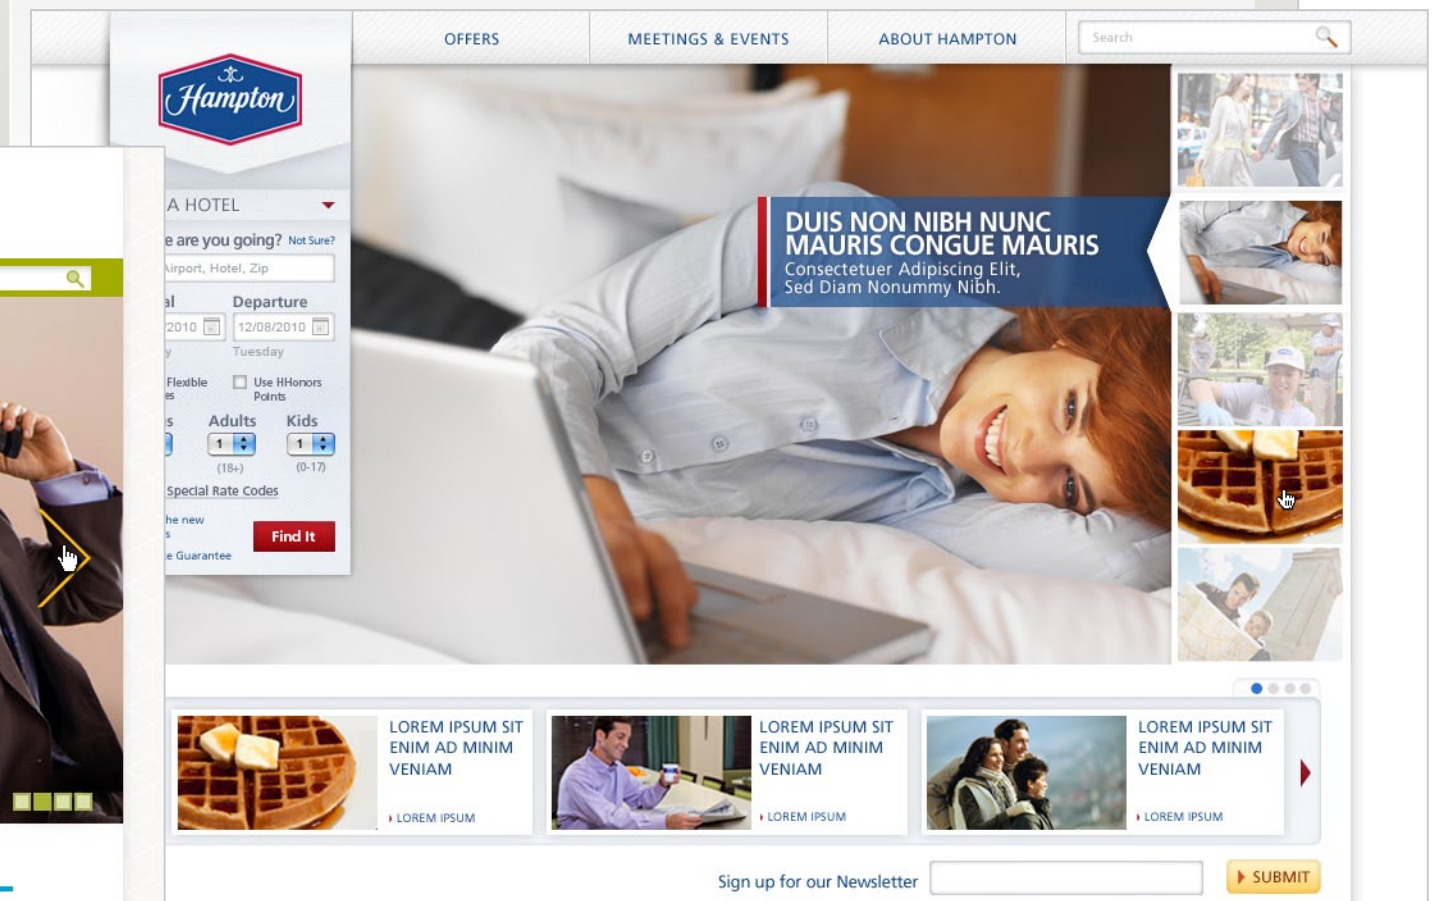 OFFERS
MEETINGS & EVENTS
ABOUT HAMPTON
Search
Hampton
A HOTEL
e are you going? Not Sure?
Airport, Hotel, Zip
al
Departure
2010
12/08/2010
y
Tuesday
Flexible
es
Use HHonors
Points
s
Adults
Kids
1
1
(18+)
(0-17)
Special Rate Codes
he new
s
e Guarantee
Find It
DUIS NON NIBH NUNC
MAURIS CONGUE MAURIS
Consectetuer Adipiscing Elit,
Sed Diam Nonummy Nibh.
LOREM IPSUM SIT
ENIM AD MINIM
VENIAM
LOREM IPSUM
LOREM IPSUM SIT
ENIM AD MINIM
VENIAM
LOREM IPSUM
LOREM IPSUM SIT
ENIM AD MINIM
VENIAM
LOREM IPSUM
Sign up for our Newsletter
SUBMIT